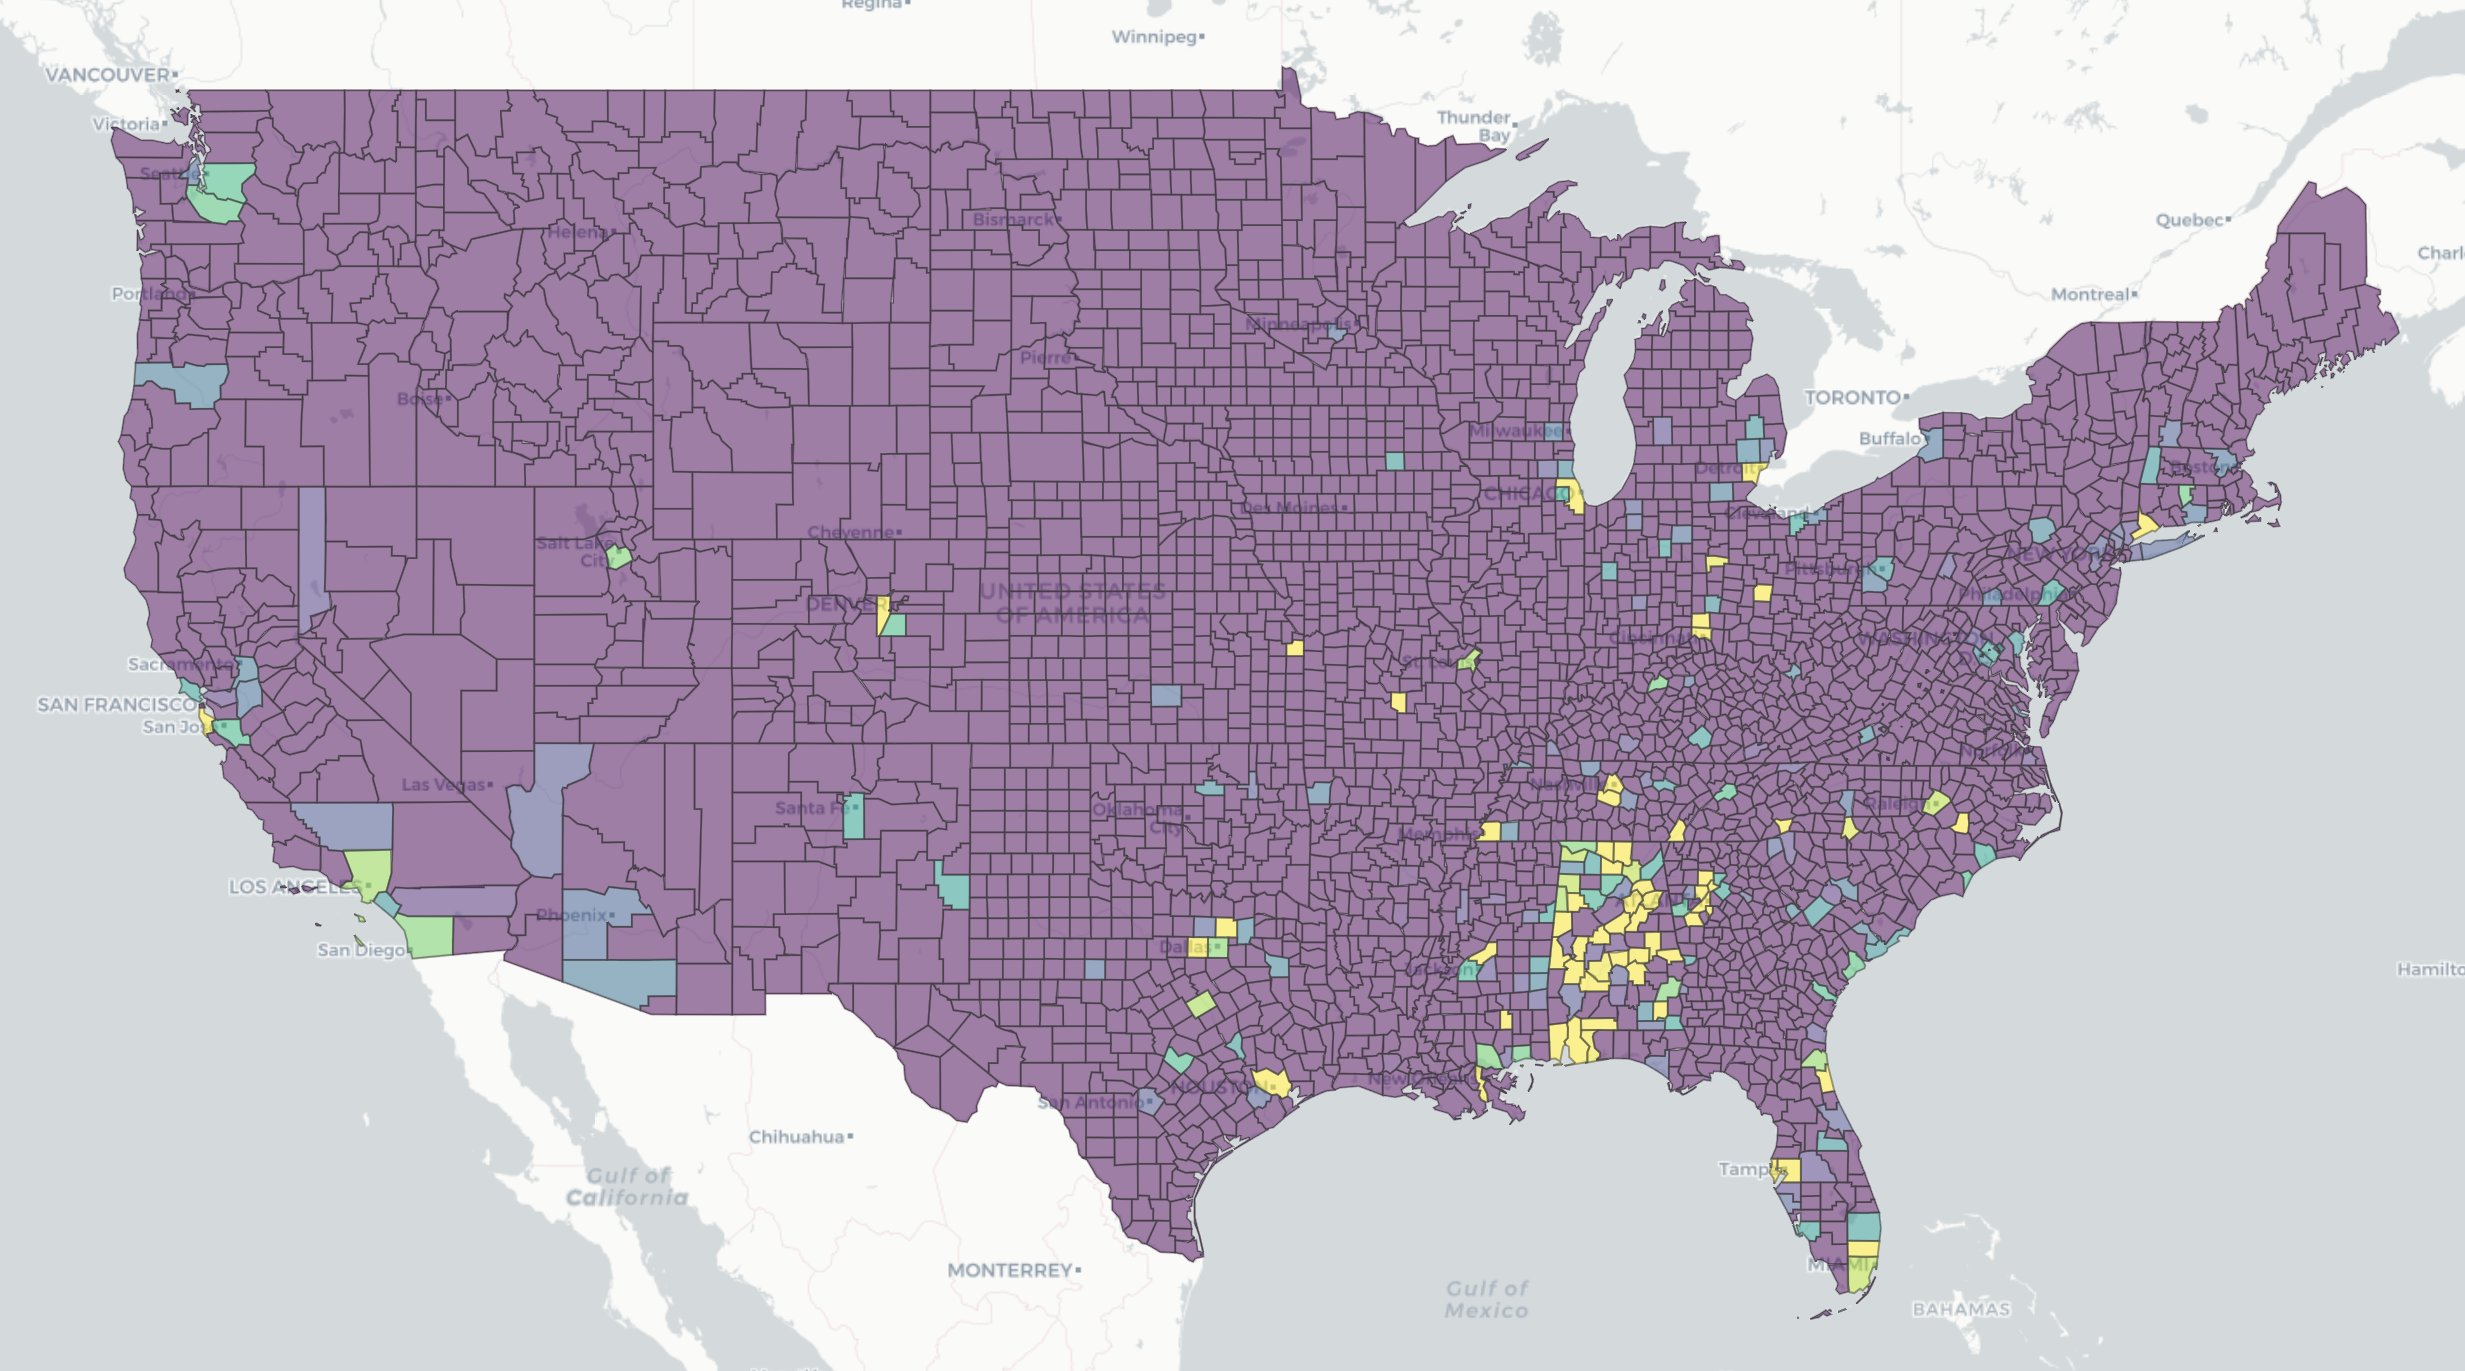 Regina
Winnipeg
VANCOUVER
Victoria
Thunder
Bay
Seattle
Quebec
Helena
Bismarck
Montreal
Portland
Minneapolis
Pierre
Boise
TORONTO
Milwaukee
Buffalo
Detroit
Boston
CHICAGO
Des Moines
Cleveland
Cheyenne
Salt Lake
City
NEW YORK
Pittsburgh
UNITED STATES
OF AMERICA
DENVER
Philadelphia
Cincinnati
WASHINGTON
Sacramento
St. Louis
SAN FRANCISCO
San Jose
Norfolk
Las Vegas
Nashville
Santa Fe
Oklahoma
City
Raleigh
Memphis
LOS ANGELES
ATLANTA
Phoenix
San Diego
Dallas
Jackson
Hamilto
New Orleans
HOUSTON
San Antonio
Chihuahua
Tampa
Gulf of
California
MIAMI
MONTERREY
Gulf of
Mexico
BAHAMAS